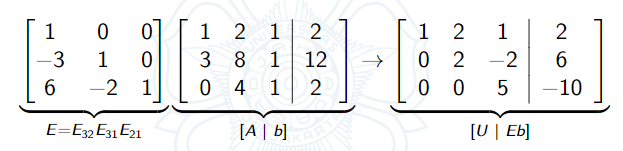 1 0 0 1 2 1 2 1 2 1 2
−3 1 0 3 8 1 12 → 0 2 −2 6
6 −2 1 0 4 1 2 0 0 5 −10
E=E32E31E21 [A | b] [U | Eb]